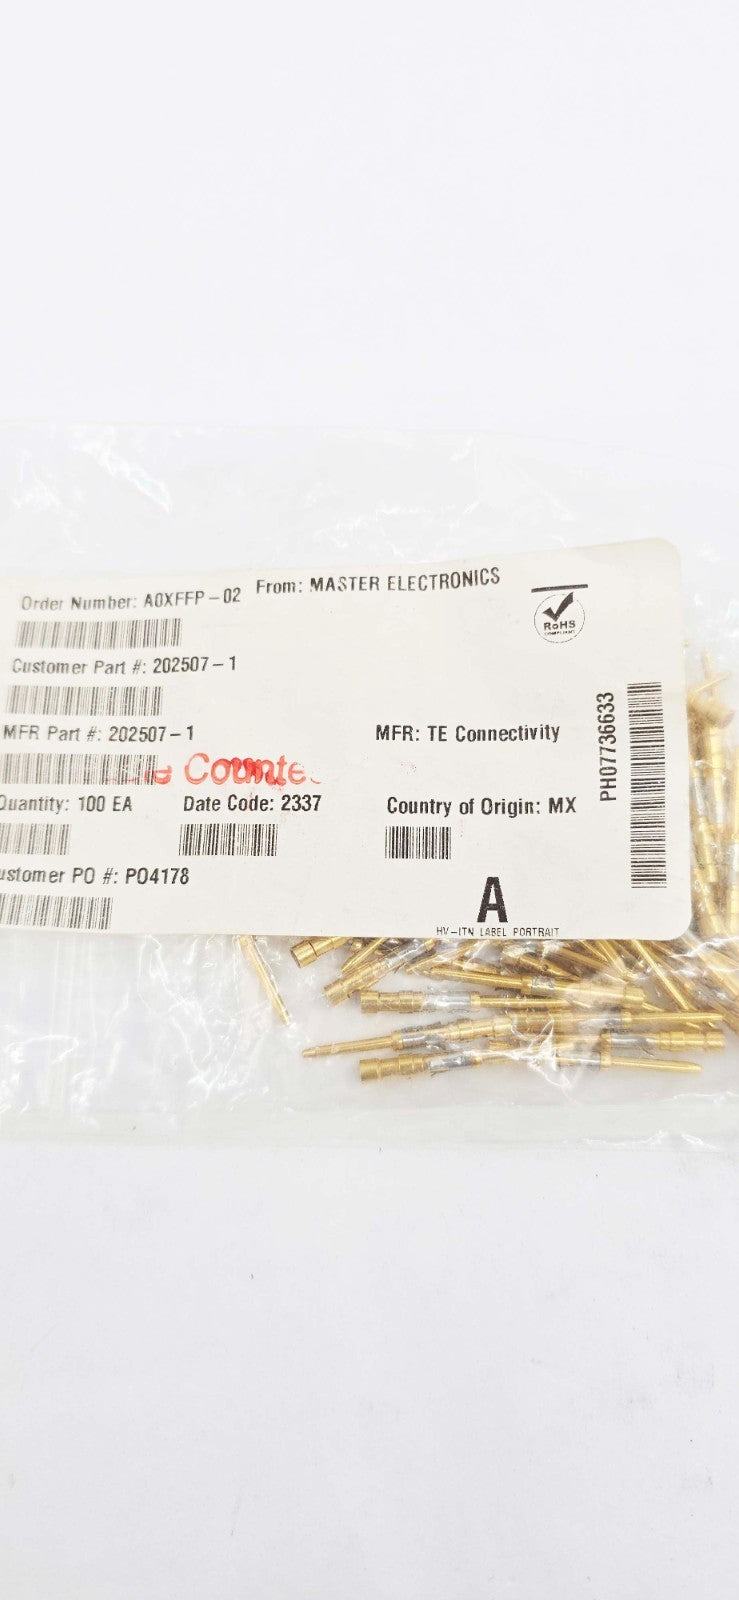 Order Number: A0XFFP-02 From: MASTER ELECTRONICS
RoHS
COMPLIANT
Customer Part #: 202507-1
MFR Part #: 202507-1 MFR: TE Connectivity
Counte
Quantity: 100 EA Date Code: 2337 Country of Origin: MX
ustomer PO #: PO4178
A
HV-ITN LABEL PORTRAIT
PH07736633